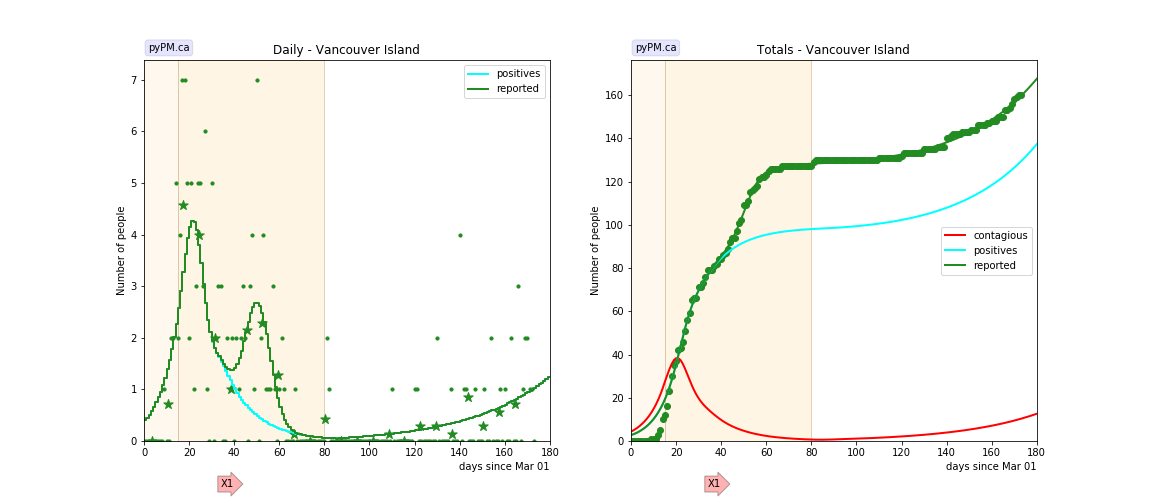 pyPM.ca
Daily - Vancouver Island
positives
reported
Number of people
7
6
5
4
3
2
1
0
0 20 40 60 80 100 120 140 160 180
days since Mar 01
X1
pyPM.ca
Totals - Vancouver Island
contagious
positives
reported
Number of people
160
140
120
100
80
60
40
20
0
0 20 40 60 80 100 120 140 160 180
days since Mar 01
X1